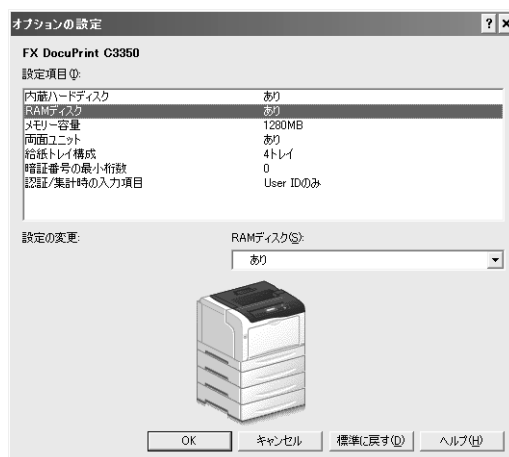 オプションの設定
FX DocuPrint C3350
設定項目(I):
内蔵ハードディスク あり
RAMディスク あり
メモリー容量 1280MB
両面ユニット あり
給紙トレイ構成 4トレイ
暗証番号の最小桁数 0
認証/集計時の入力項目 User IDのみ
設定の変更: RAMディスク(S):
あり
OK キャンセル 標準に戻す(D) ヘルプ(H)